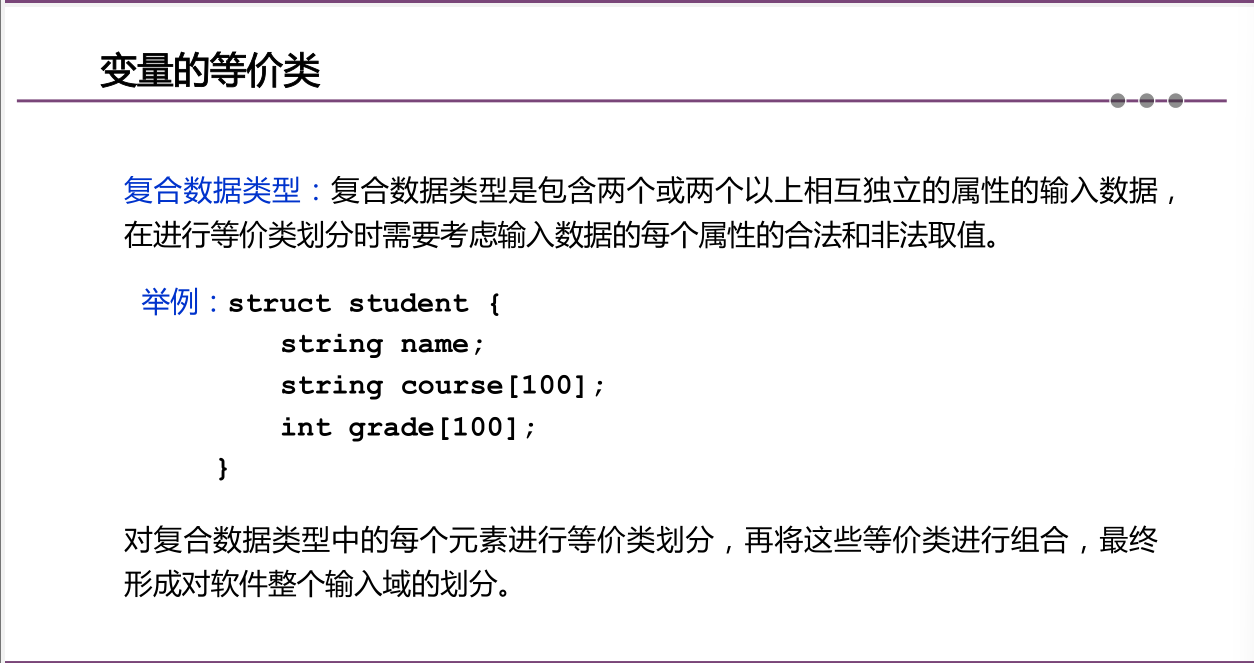 变量的等价类
复合数据类型：复合数据类型是包含两个或两个以上相互独立的属性的输入数据，
在进行等价类划分时需要考虑输入数据的每个属性的合法和非法取值。
举例：struct student {
string name;
string course[100];
int grade[100];
}
对复合数据类型中的每个元素进行等价类划分，再将这些等价类进行组合，最终
形成对软件整个输入域的划分。